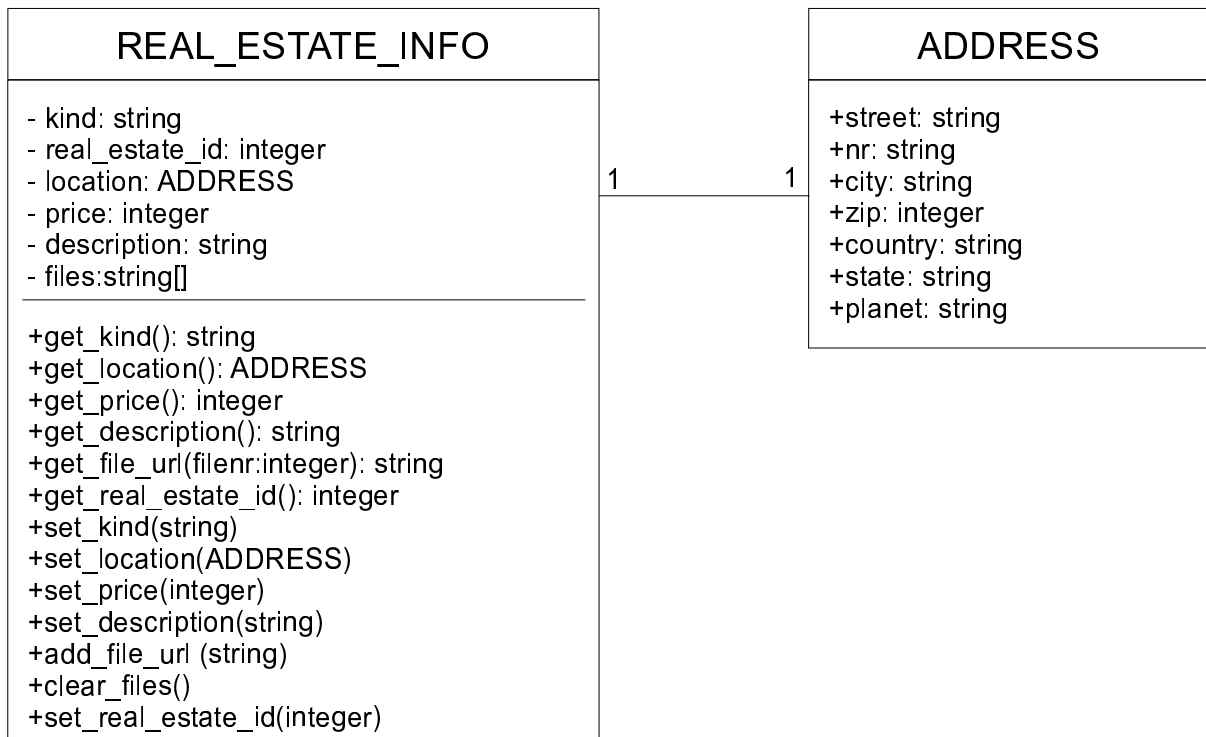 REAL_ESTATE_INFO
- kind: string
- real_estate_id: integer
- location: ADDRESS
- price: integer
- description: string
- files:string[]
+get_kind(): string
+get_location(): ADDRESS
+get_price(): integer
+get_description(): string
+get_file_url(filenr:integer): string
+get_real_estate_id(): integer
+set_kind(string)
+set_location(ADDRESS)
+set_price(integer)
+set_description(string)
+add_file_url (string)
+clear_files()
+set_real_estate_id(integer)
1
1
ADDRESS
+street: string
+nr: string
+city: string
+zip: integer
+country: string
+state: string
+planet: string